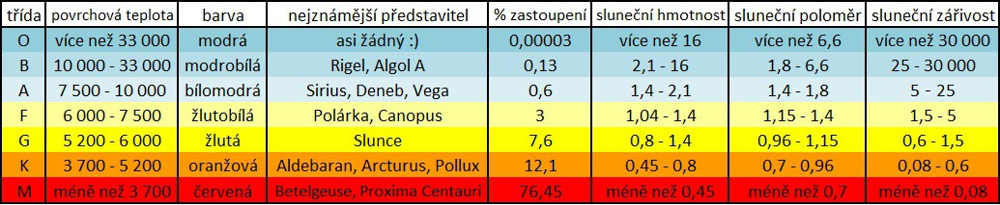 třída povrchová teplota barva nejznámější představitel % zastoupení sluneční hmotnost sluneční poloměr sluneční zářivost
O více než 33 000 modrá asi žádný :) 0,00003 více než 16 více než 6,6 více než 30 000
B 10 000 - 33 000 modrobílá Rigel, Algol A 0,13 2,1 - 16 1,8 - 6,6 25 - 30 000
A 7 500 - 10 000 bílomodrá Sirius, Deneb, Vega 0,6 1,4 - 2,1 1,4 - 1,8 5 - 25
F 6 000 - 7 500 žlutobílá Polárka, Canopus 3 1,04 - 1,4 1,15 - 1,4 1,5 - 5
G 5 200 - 6 000 žlutá Slunce 7,6 0,8 - 1,4 0,96 - 1,15 0,6 - 1,5
K 3 700 - 5 200 oranžová Aldebaran, Arcturus, Pollux 12,1 0,45 - 0,8 0,7 - 0,96 0,08 - 0,6
M méně než 3 700 červená Betelgeuse, Proxima Centauri 76,45 méně než 0,45 méně než 0,7 méně než 0,08